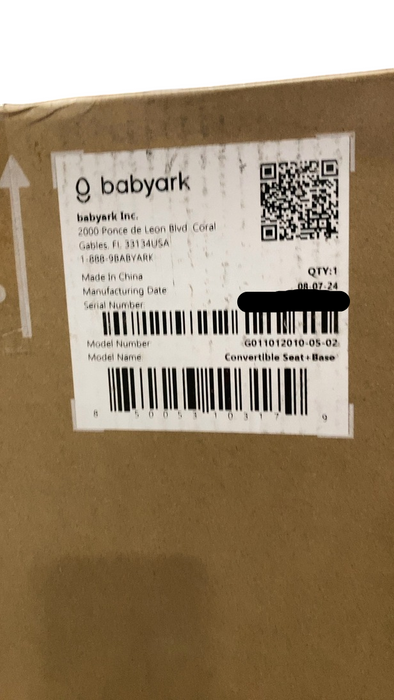 babyark
babyark Inc.
2000 Ponce de Leon Blvd Coral
Gables, FL 33134USA
1-888-9BABYARK
QTY:1
Made In China
Manufacturing Date 08-07-24
Serial Number
Model Number G011012010-05-02
Model Name Convertible Seat+Base
8 50053 10317 9